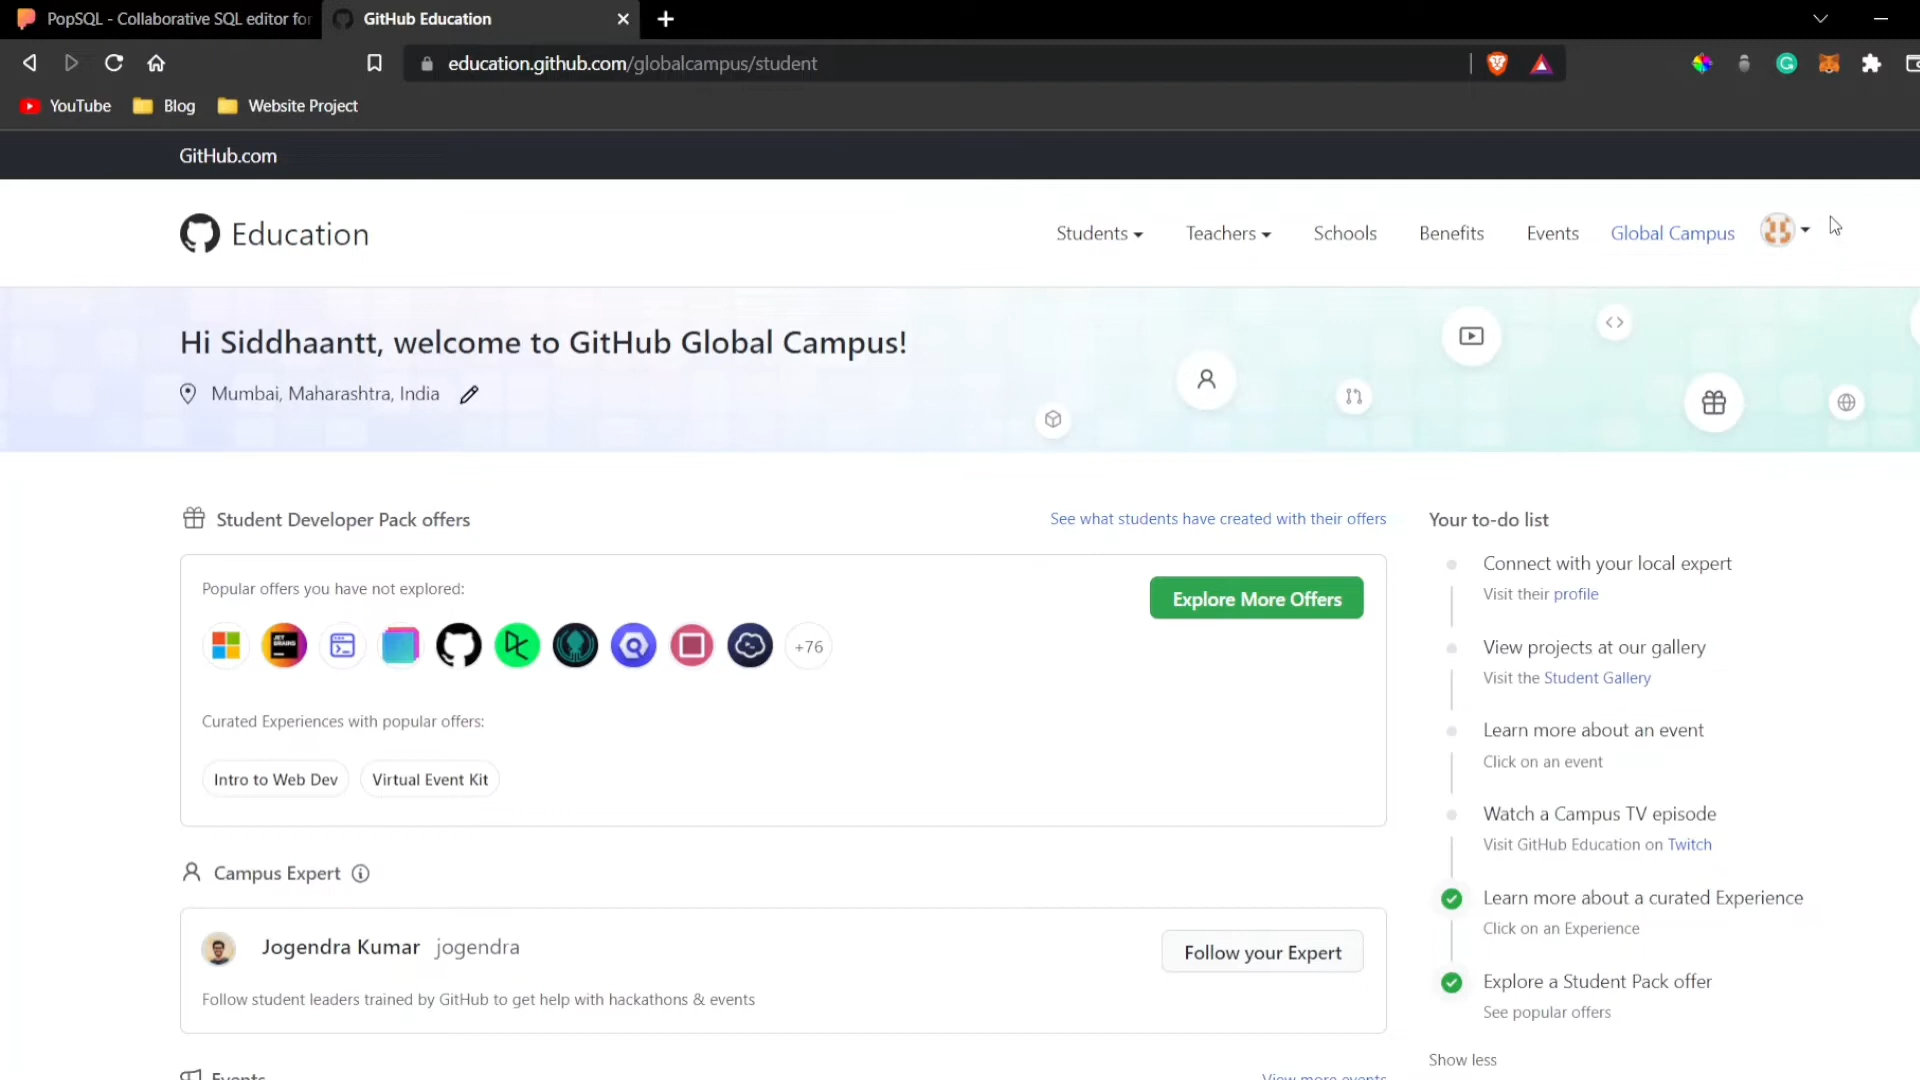 PopSQL - Collaborative SQL editor for
GitHub Education
education.github.com/globalcampus/student
YouTube
Blog
Website Project
GitHub.com
Education
Students
Teachers
Schools
Benefits
Events
Global Campus
Hi Siddhaantt, welcome to GitHub Global Campus!
Mumbai, Maharashtra, India
Student Developer Pack offers
See what students have created with their offers
Popular offers you have not explored:
Explore More Offers
JET BRAINS
+76
Curated Experiences with popular offers:
Intro to Web Dev
Virtual Event Kit
Campus Expert
Jogendra Kumar jogendra
Follow your Expert
Follow student leaders trained by GitHub to get help with hackathons & events
Events
View more events
Your to-do list
Connect with your local expert
Visit their profile
View projects at our gallery
Visit the Student Gallery
Learn more about an event
Click on an event
Watch a Campus TV episode
Visit GitHub Education on Twitch
Learn more about a curated Experience
Click on an Experience
Explore a Student Pack offer
See popular offers
Show less